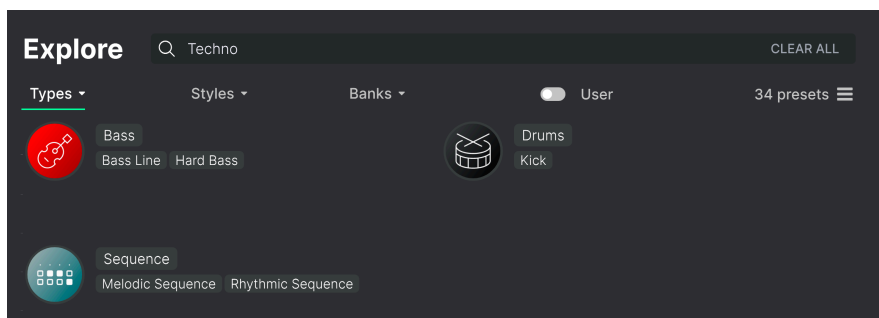 Explore Techno CLEAR ALL
Types Styles Banks User 34 presets
Bass Drums
Bass Line Hard Bass Kick
Sequence
Melodic Sequence Rhythmic Sequence